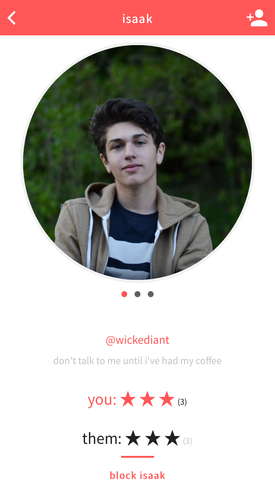 isaak
@wickediant
don't talk to me until i've had my coffee
you: ★★★ (3)
them: ★★★ (3)
block isaak